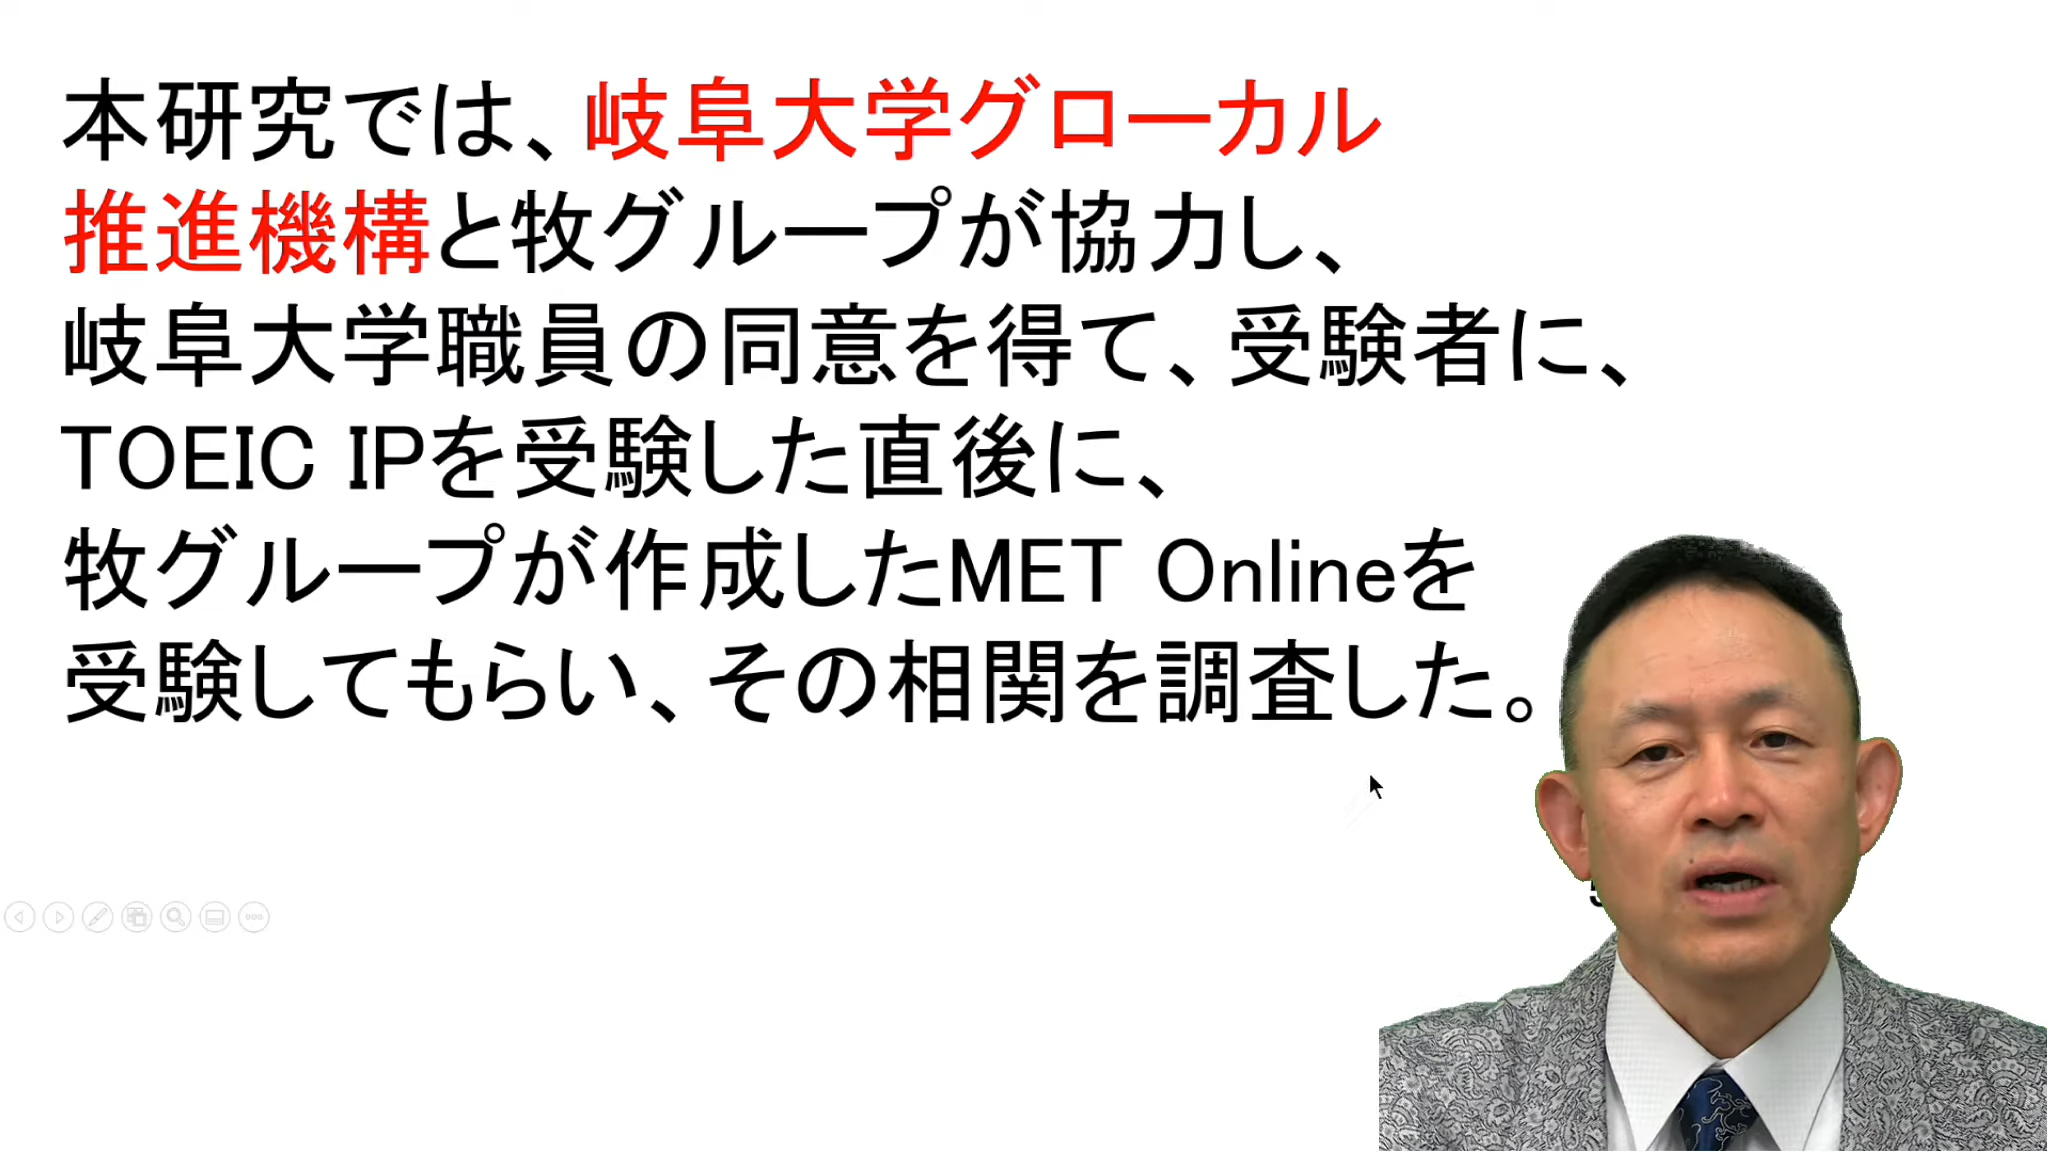 本研究では、岐阜大学グローカル
推進機構と牧グループが協力し、
岐阜大学職員の同意を得て、受験者に、
TOEIC IPを受験した直後に、
牧グループが作成したMET Onlineを
受験してもらい、その相関を調査した。